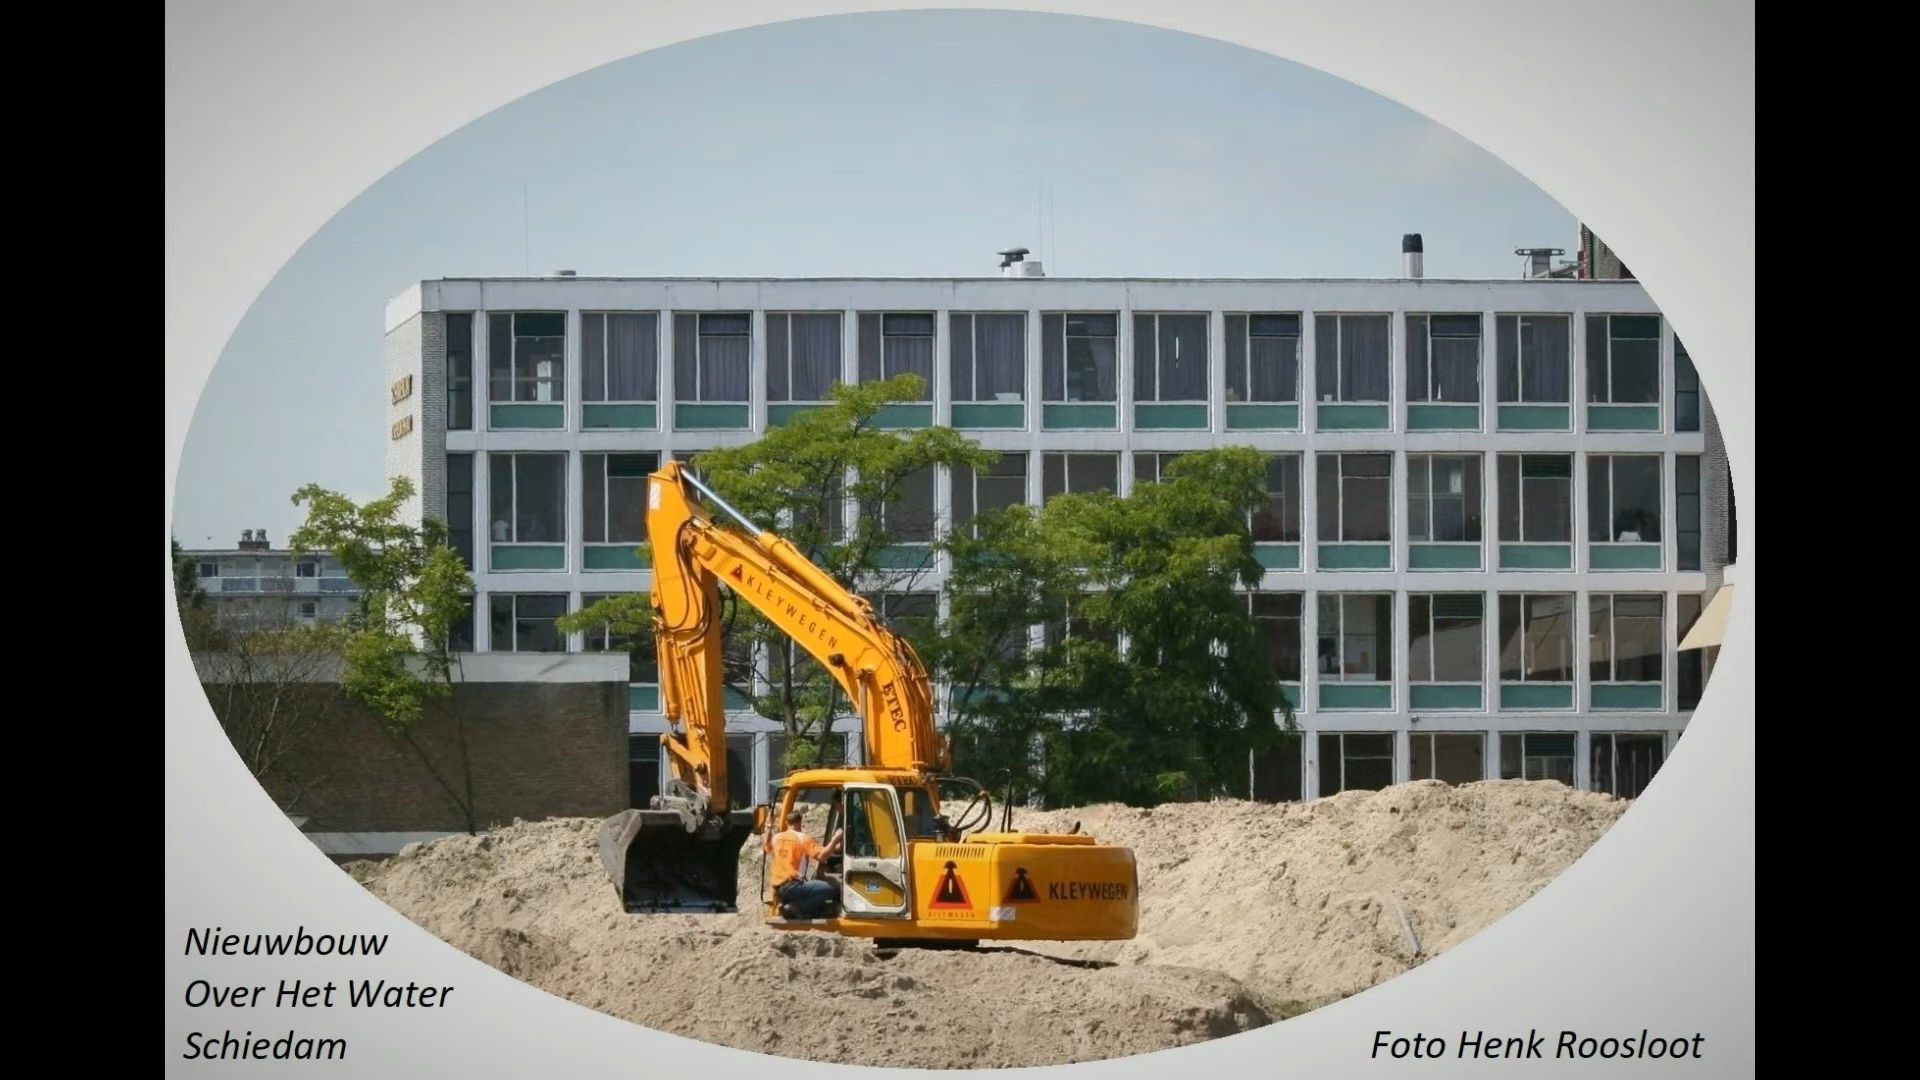 KLEYWEGEN
ETEC
KLEYWEGEN
KLEYWEGEN
Nieuwbouw
Over Het Water
Schiedam
Foto Henk Roosloot